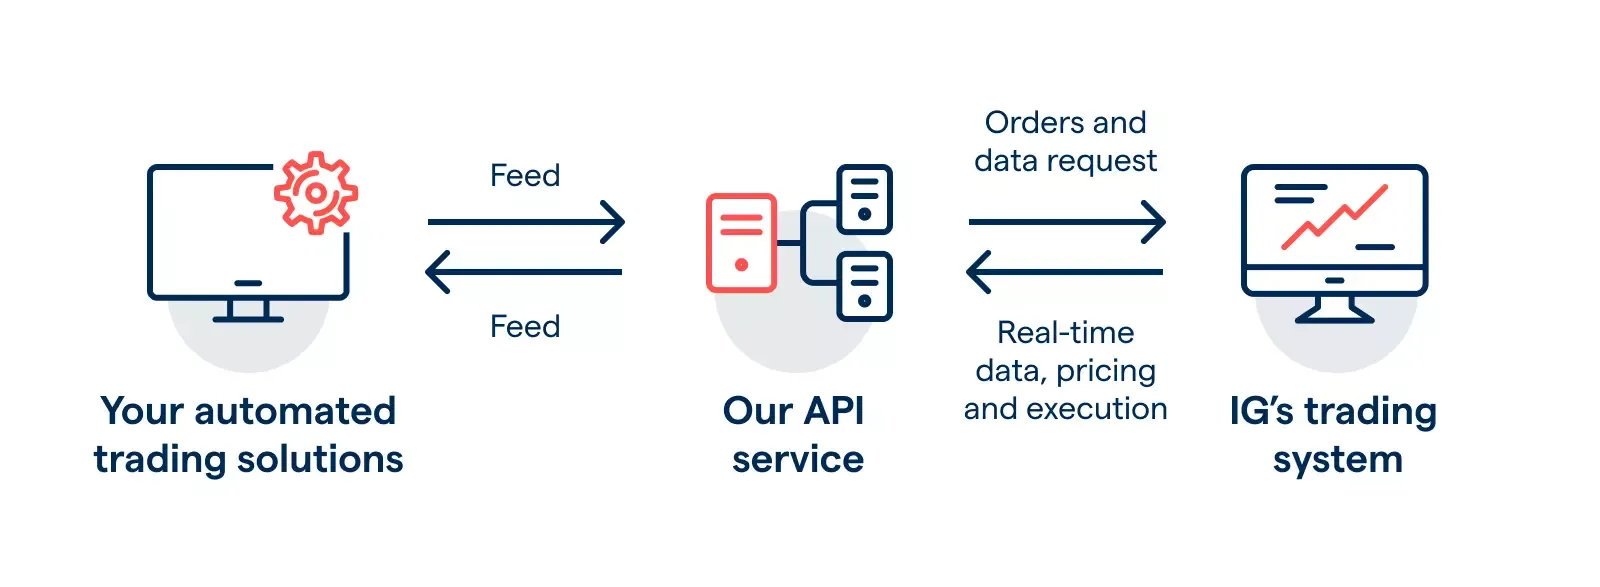 Feed
Feed
Your automated
trading solutions
Our API
service
Orders and
data request
Real-time
data, pricing
and execution
IG’s trading
system